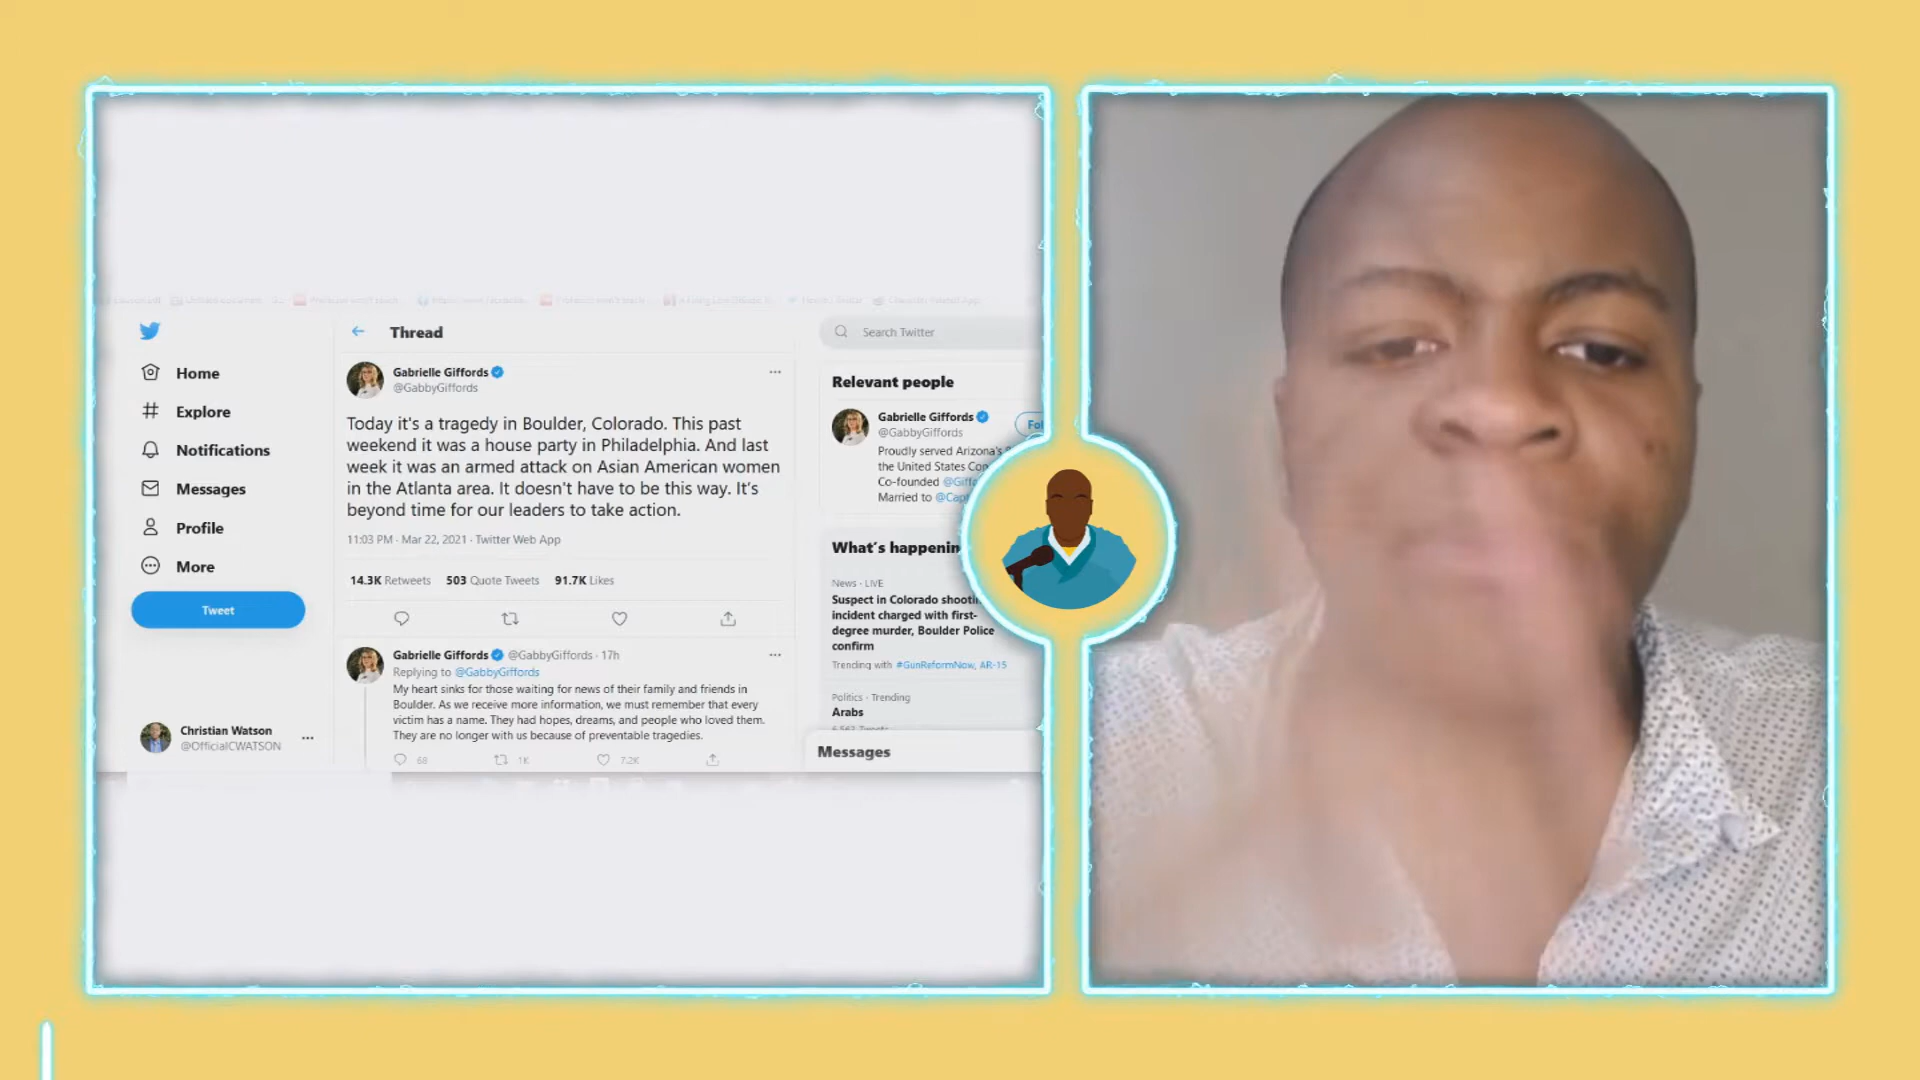 Thread
Search Twitter
Home
Explore
Notifications
Messages
Profile
More
Tweet
Christian Watson
@OfficialCWATSON
Gabrielle Giffords
@GabbyGiffords
Today it's a tragedy in Boulder, Colorado. This past
weekend it was a house party in Philadelphia. And last
week it was an armed attack on Asian American women
in the Atlanta area. It doesn't have to be this way. It's
beyond time for our leaders to take action.
11:03 PM · Mar 22, 2021 · Twitter Web App
14.3K Retweets 503 Quote Tweets 91.7K Likes
Gabrielle Giffords @GabbyGiffords · 17h
Replying to @GabbyGiffords
My heart sinks for those waiting for news of their family and friends in
Boulder. As we receive more information, we must remember that every
victim has a name. They had hopes, dreams, and people who loved them.
They are no longer with us because of preventable tragedies.
68 1K 7.2K
Relevant people
Gabrielle Giffords
@GabbyGiffords
Proudly served Arizona's
the United States
Co-founded
Married to
What's
News · LIVE
Suspect in Colorado
incident charged with first-
degree murder, Boulder Police
confirm
Trending with #GunReformNow, AR-15
Politics · Trending
Arabs
Messages